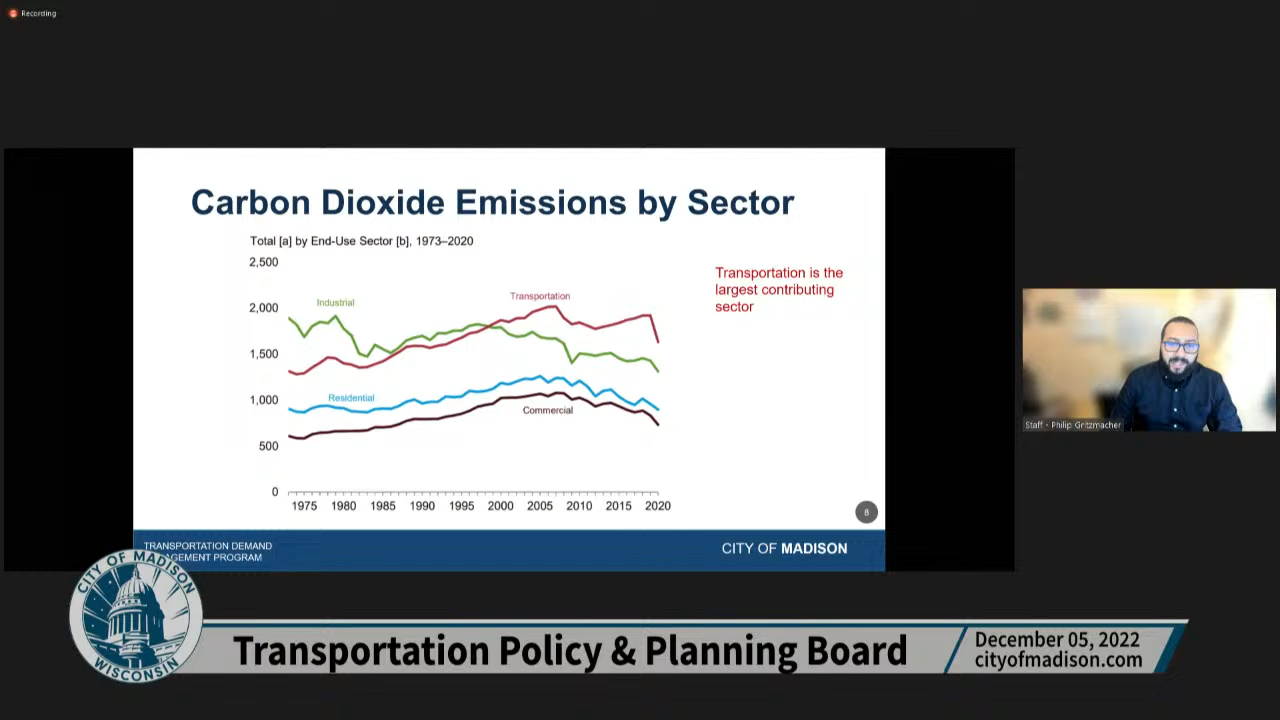 Recording
Carbon Dioxide Emissions by Sector
Total [a] by End-Use Sector [b], 1973–2020
2,500
2,000
1,500
1,000
500
0
Industrial
Transportation
Residential
Commercial
1975 1980 1985 1990 1995 2000 2005 2010 2015 2020
Transportation is the
largest contributing
sector
8
TRANSPORTATION DEMAND
AGEMENT PROGRAM
CITY OF MADISON
Staff - Philip Gritzmacher
CITY OF MADISON
WISCONSIN
Transportation Policy & Planning Board
December 05, 2022
cityofmadison.com